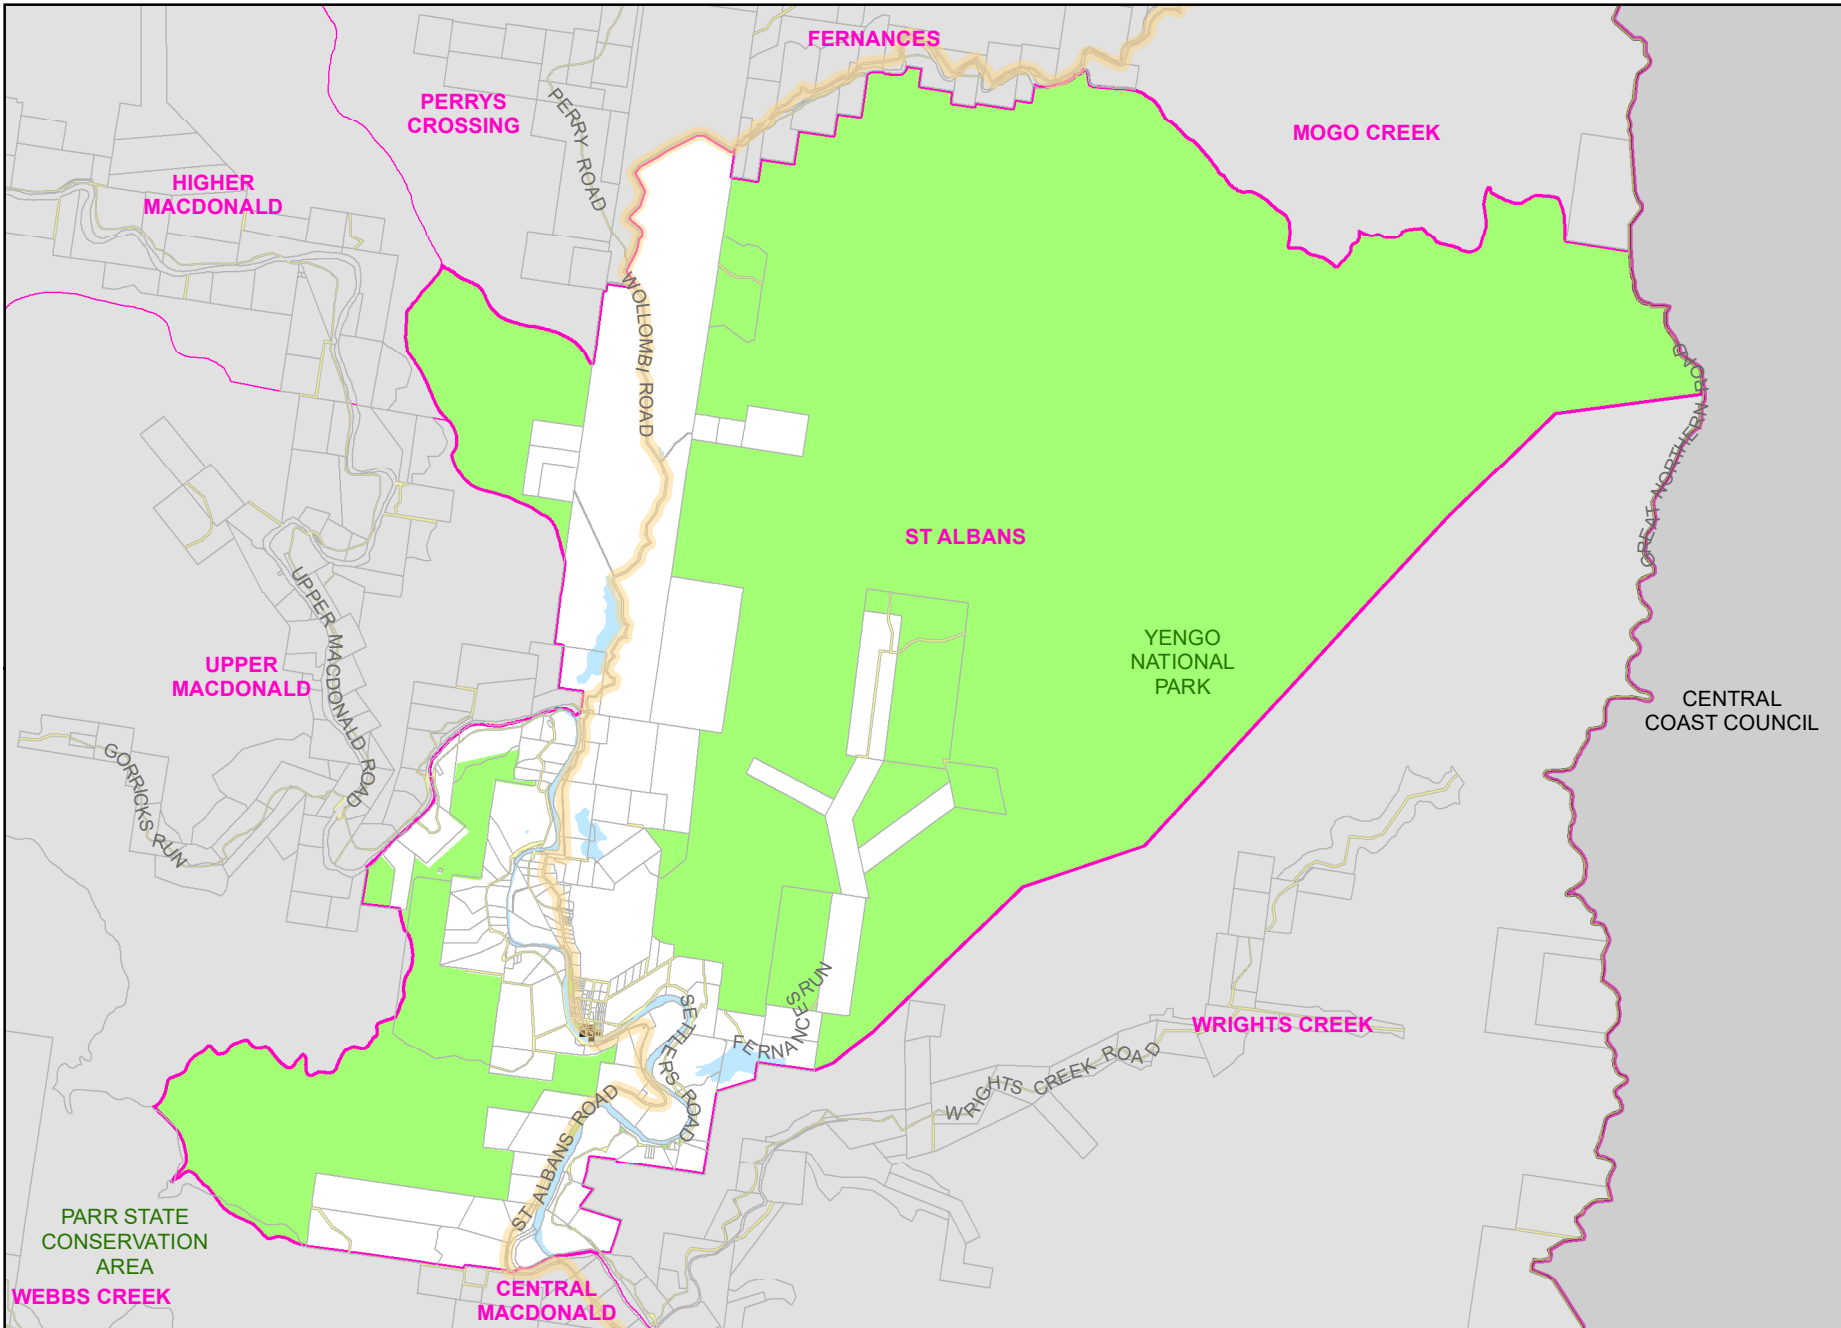 FERNANCES
PERRYS
CROSSING
PERRY ROAD
MOGO CREEK
HIGHER
MACDONALD
WOLLOMBI ROAD
GREAT NORTHERN ROAD
ST ALBANS
UPPER MACDONALD ROAD
YENGO
NATIONAL
PARK
UPPER
MACDONALD
CENTRAL
COAST COUNCIL
GORRICKS RUN
SETTLERS ROAD
FERNANCES RUN
WRIGHTS CREEK
WRIGHTS CREEK ROAD
ST ALBANS ROAD
PARR STATE
CONSERVATION
AREA
WEBBS CREEK
CENTRAL
MACDONALD